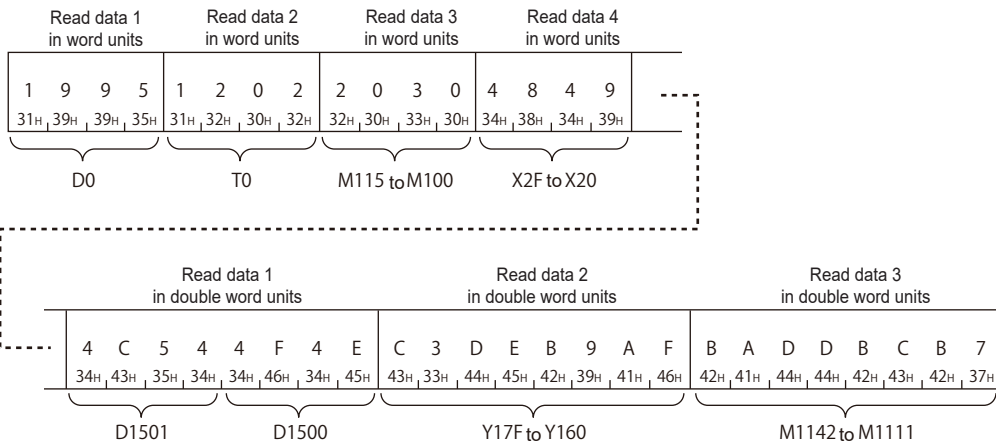 Read data 1 Read data 2 Read data 3 Read data 4
in word units in word units in word units in word units
1 9 9 5 1 2 0 2 2 0 3 0 4 8 4 9
31H 39H 39H 35H 31H 32H 30H 32H 32H 30H 33H 30H 34H 38H 34H 39H
D0 T0 M115 to M100 X2F to X20
Read data 1 Read data 2 Read data 3
in double word units in double word units in double word units
4 C 5 4 4 F 4 E C 3 D E B 9 A F B A D D B C B 7
34H 43H 35H 34H 34H 46H 34H 45H 43H 33H 44H 45H 42H 39H 41H 46H 42H 41H 44H 44H 42H 43H 42H 37H
D1501 D1500 Y17F to Y160 M1142 to M1111